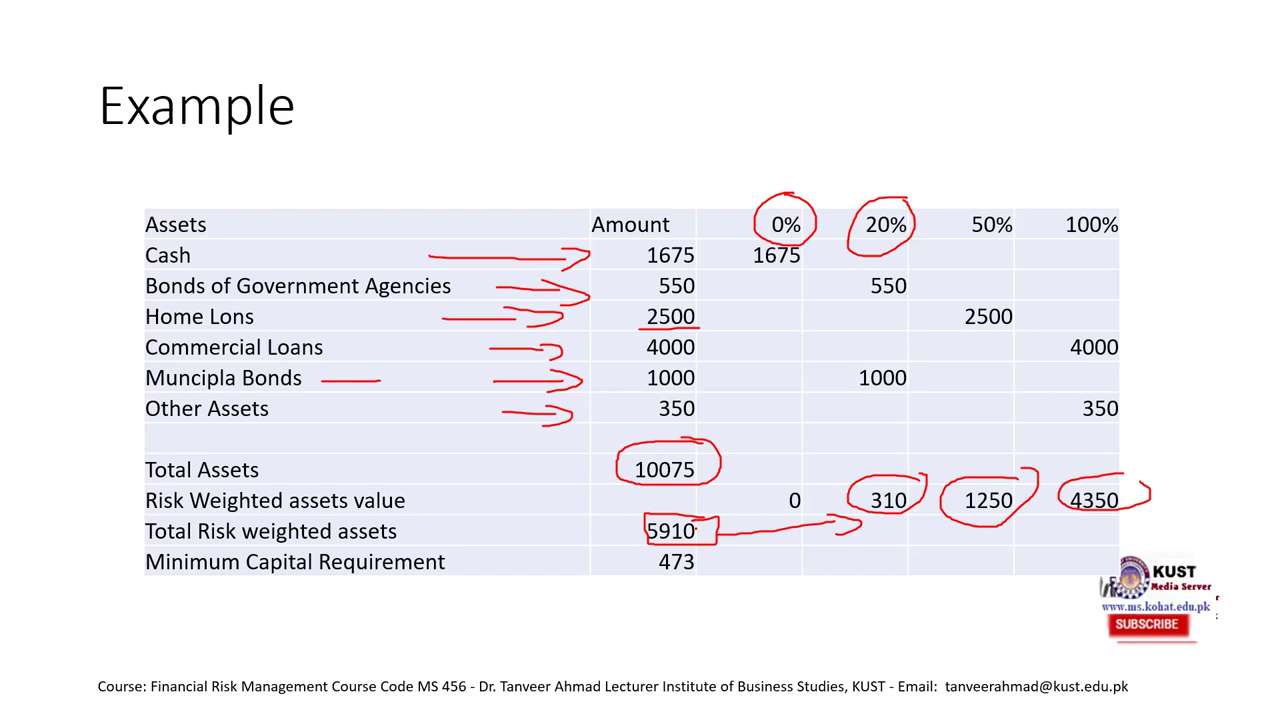 Example
Assets Amount 0% 20% 50% 100%
Cash 1675 1675
Bonds of Government Agencies 550 550
Home Lons 2500 2500
Commercial Loans 4000 4000
Muncipla Bonds 1000 1000
Other Assets 350 350
Total Assets 10075
Risk Weighted assets value 0 310 1250 4350
Total Risk weighted assets 5910
Minimum Capital Requirement 473
KUST
Media Server
www.ms.kohat.edu.pk
SUBSCRIBE
Course: Financial Risk Management Course Code MS 456 - Dr. Tanveer Ahmad Lecturer Institute of Business Studies, KUST - Email: tanveerahmad@kust.edu.pk